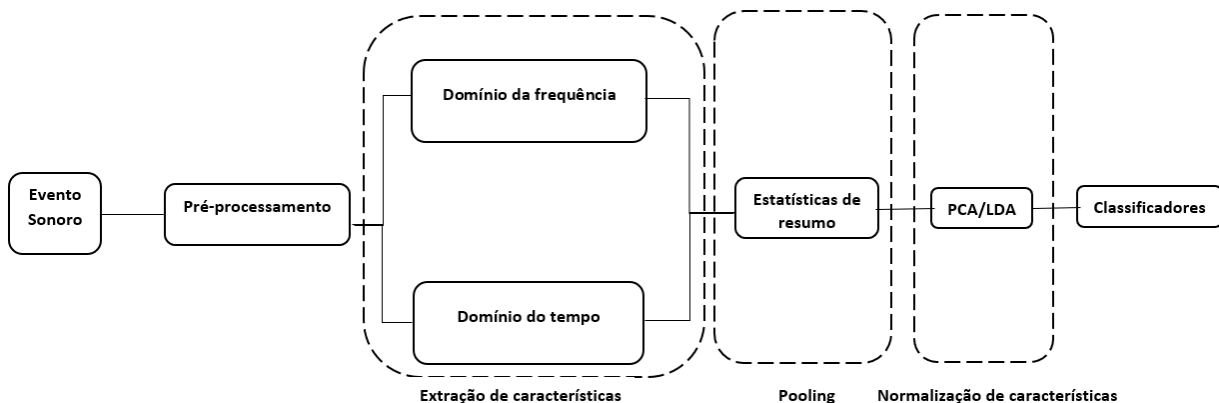 Domínio da frequência
Evento
Sonoro
Pré-processamento
Estatísticas de
resumo
PCA/LDA
Classificadores
Domínio do tempo
Extração de características
Pooling
Normalização de características